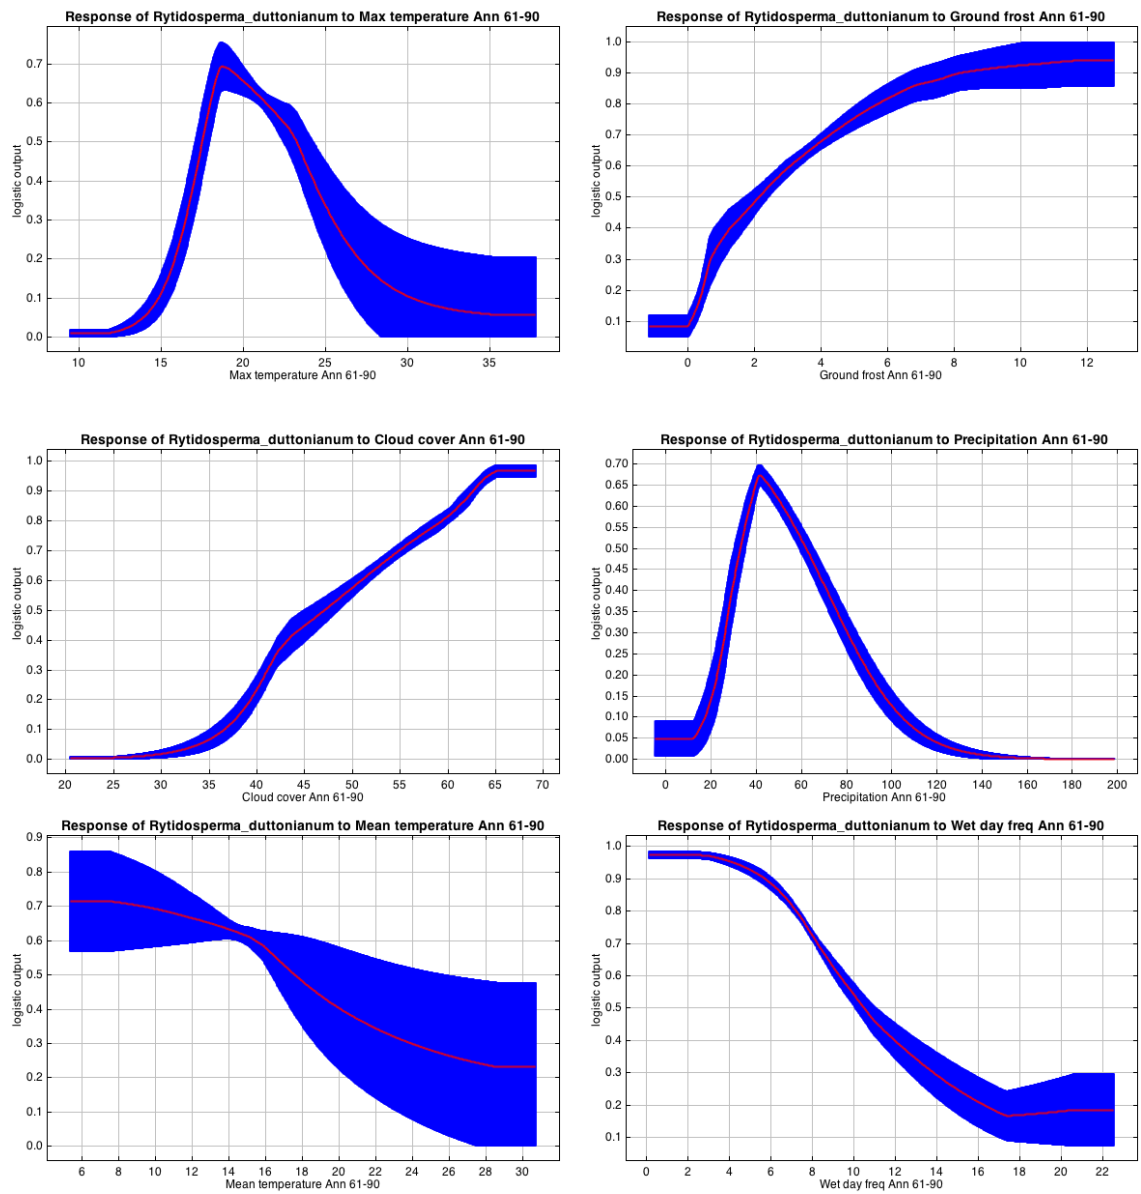 Response of Rytidosperma_duttonianum to Max temperature Ann 61-90
logistic output
0.7
0.6
0.5
0.4
0.3
0.2
0.1
0.0
10 15 20 25 30 35
Max temperature Ann 61-90
Response of Rytidosperma_duttonianum to Ground frost Ann 61-90
logistic output
1.0
0.9
0.8
0.7
0.6
0.5
0.4
0.3
0.2
0.1
0 2 4 6 8 10 12
Ground frost Ann 61-90
Response of Rytidosperma_duttonianum to Cloud cover Ann 61-90
logistic output
1.0
0.9
0.8
0.7
0.6
0.5
0.4
0.3
0.2
0.1
0.0
20 25 30 35 40 45 50 55 60 65 70
Cloud cover Ann 61-90
Response of Rytidosperma_duttonianum to Precipitation Ann 61-90
logistic output
0.70
0.65
0.60
0.55
0.50
0.45
0.40
0.35
0.30
0.25
0.20
0.15
0.10
0.05
0.00
0 20 40 60 80 100 120 140 160 180 200
Precipitation Ann 61-90
Response of Rytidosperma_duttonianum to Mean temperature Ann 61-90
logistic output
0.9
0.8
0.7
0.6
0.5
0.4
0.3
0.2
0.1
0.0
6 8 10 12 14 16 18 20 22 24 26 28 30
Mean temperature Ann 61-90
Response of Rytidosperma_duttonianum to Wet day freq Ann 61-90
logistic output
1.0
0.9
0.8
0.7
0.6
0.5
0.4
0.3
0.2
0.1
0 2 4 6 8 10 12 14 16 18 20 22
Wet day freq Ann 61-90